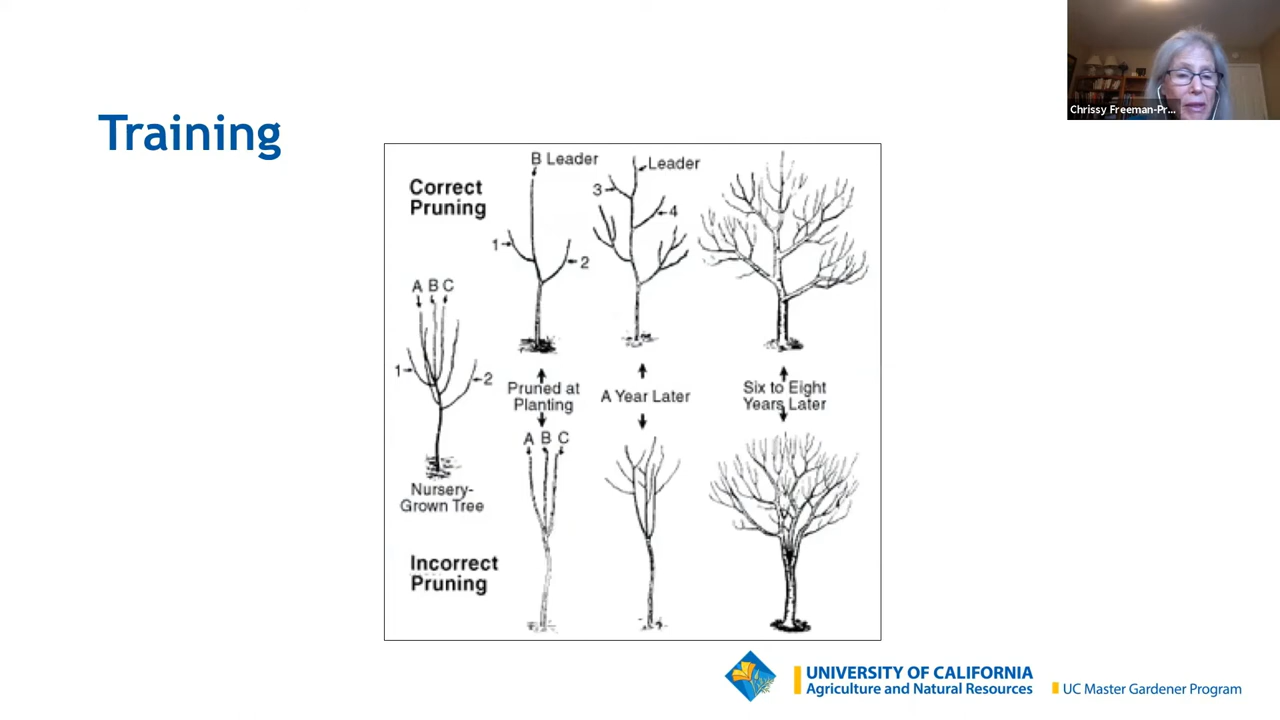 Chrissy Freeman-Pr...
Training
Correct
Pruning
B Leader
1
2
Leader
3
4
A B C
1
2
Nursery-
Grown Tree
Pruned at
Planting
A Year Later
Six to Eight
Years Later
A B C
Incorrect
Pruning
UNIVERSITY OF CALIFORNIA
Agriculture and Natural Resources
UC Master Gardener Program